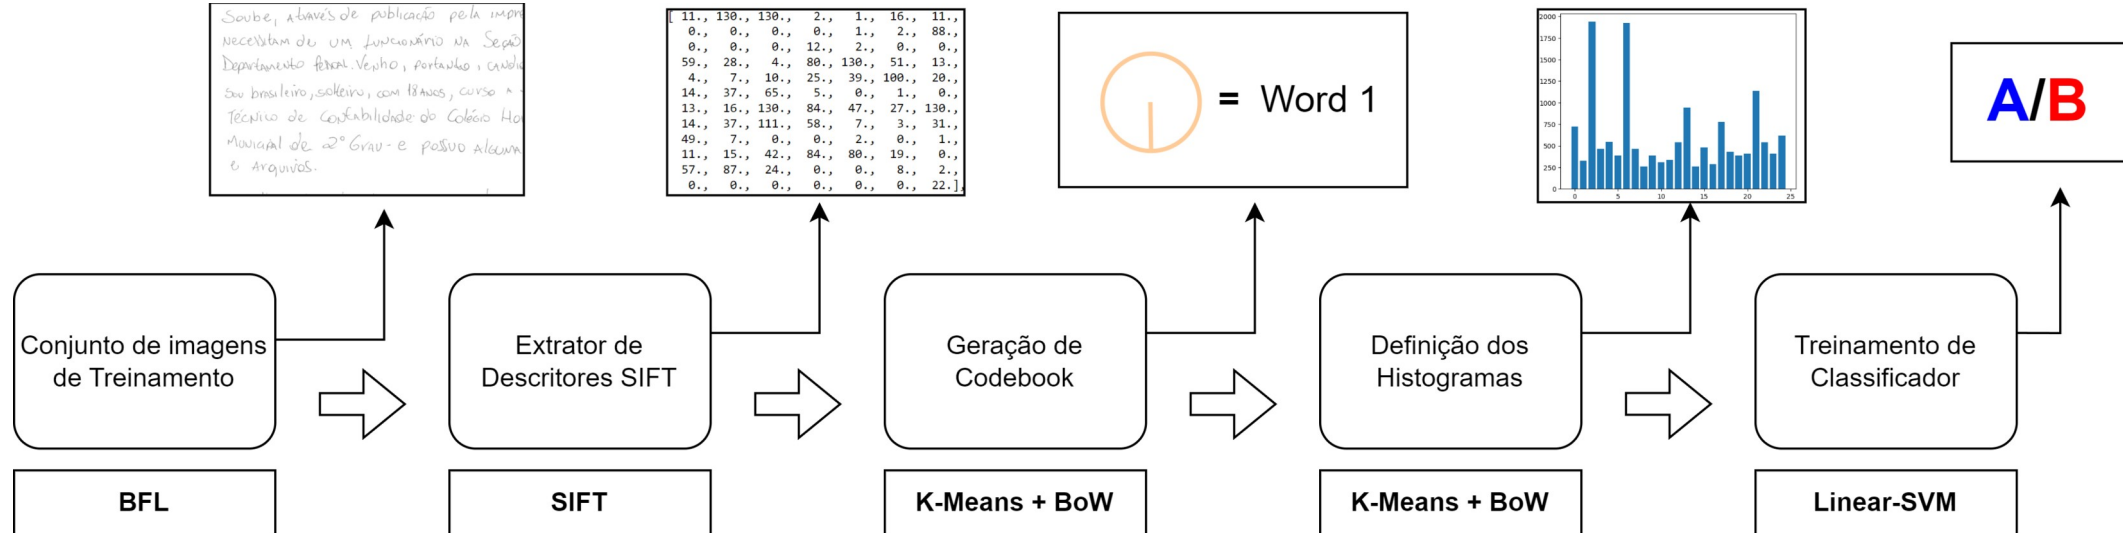 Soube, através de publicação pela impre
necessitam de um funcionário na Seção
Departamento Pessoal. Venho, portanto, candid
Sou brasileiro, solteiro, com 18 anos, curso a
Técnico de Contabilidade do Colégio
Municipal de 2º Grau - e possuo alguma
e Arquivos.
[ 11., 130., 130., 2., 1., 16., 11.,
0., 0., 0., 0., 1., 2., 88.,
0., 0., 0., 12., 2., 0., 0.,
59., 28., 4., 80., 130., 51., 13.,
4., 7., 10., 25., 39., 100., 20.,
14., 37., 65., 5., 0., 1., 0.,
13., 16., 130., 84., 47., 27., 130.,
14., 37., 111., 58., 7., 3., 31.,
49., 7., 0., 0., 2., 0., 1.,
11., 15., 42., 84., 80., 19., 0.,
57., 87., 24., 0., 0., 8., 2.,
0., 0., 0., 0., 0., 0., 22.],
= Word 1
2000
1750
1500
1250
1000
750
500
250
0
0 5 10 15 20 25
A/B
Conjunto de imagens
de Treinamento
Extrator de
Descritores SIFT
Geração de
Codebook
Definição dos
Histogramas
Treinamento de
Classificador
BFL
SIFT
K-Means + BoW
K-Means + BoW
Linear-SVM